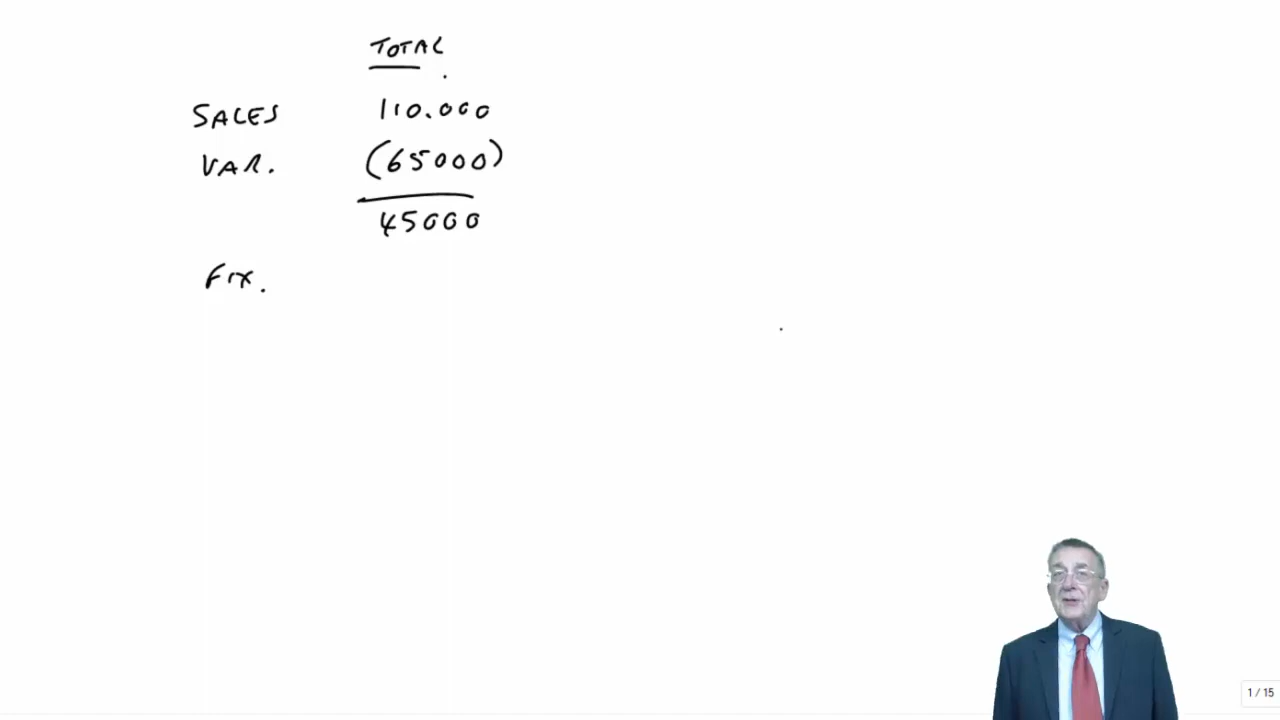 TOTAL
SALES 110.000
VAR. (65000)
45000
FIX.
1 / 15